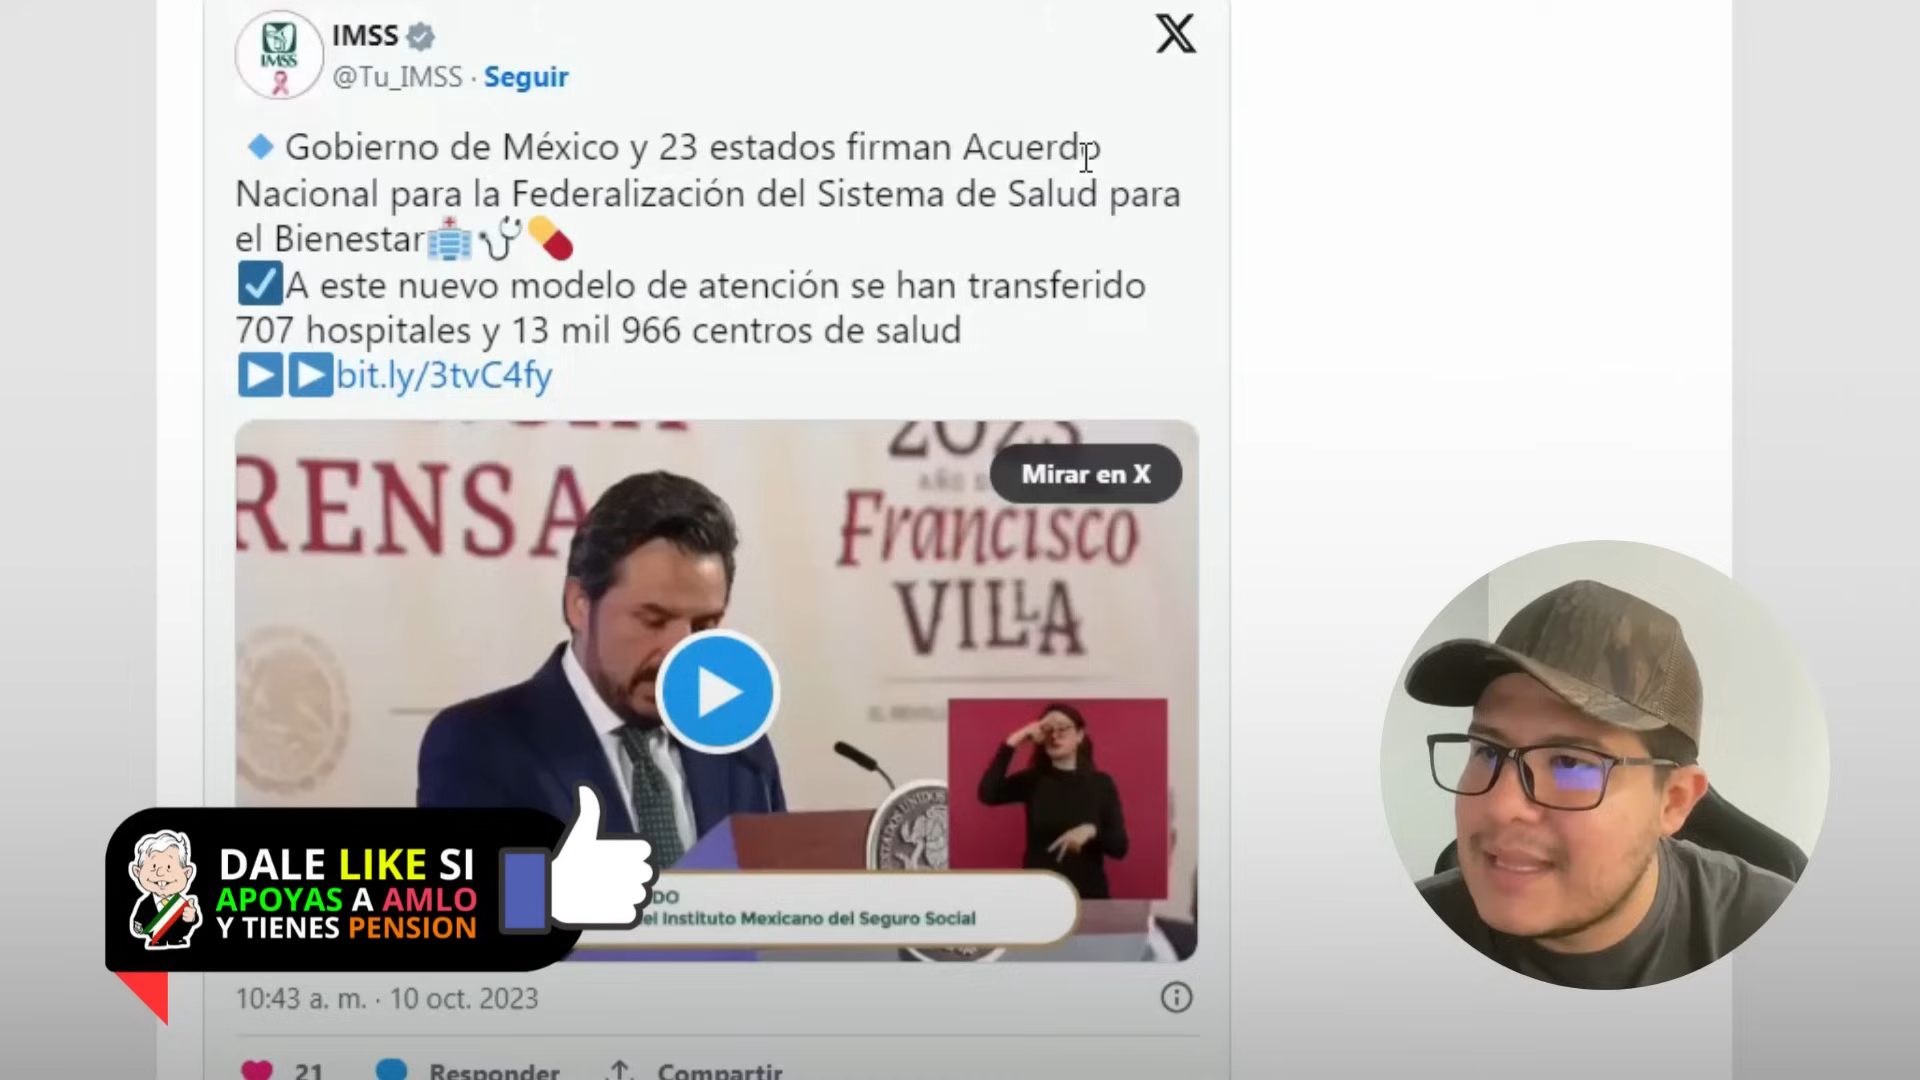 IMSS
IMSS
@Tu_IMSS · Seguir
Gobierno de México y 23 estados firman Acuerdo
Nacional para la Federalización del Sistema de Salud para
el Bienestar
A este nuevo modelo de atención se han transferido
707 hospitales y 13 mil 966 centros de salud
bit.ly/3tvC4fy
2023
Mirar en X
RENSA
Francisco
VILLA
UNIDOS
DALE LIKE SI
APOYAS A AMLO
Y TIENES PENSION
DO
el Instituto Mexicano del Seguro Social
10:43 a. m. · 10 oct. 2023
21 Responder Compartir